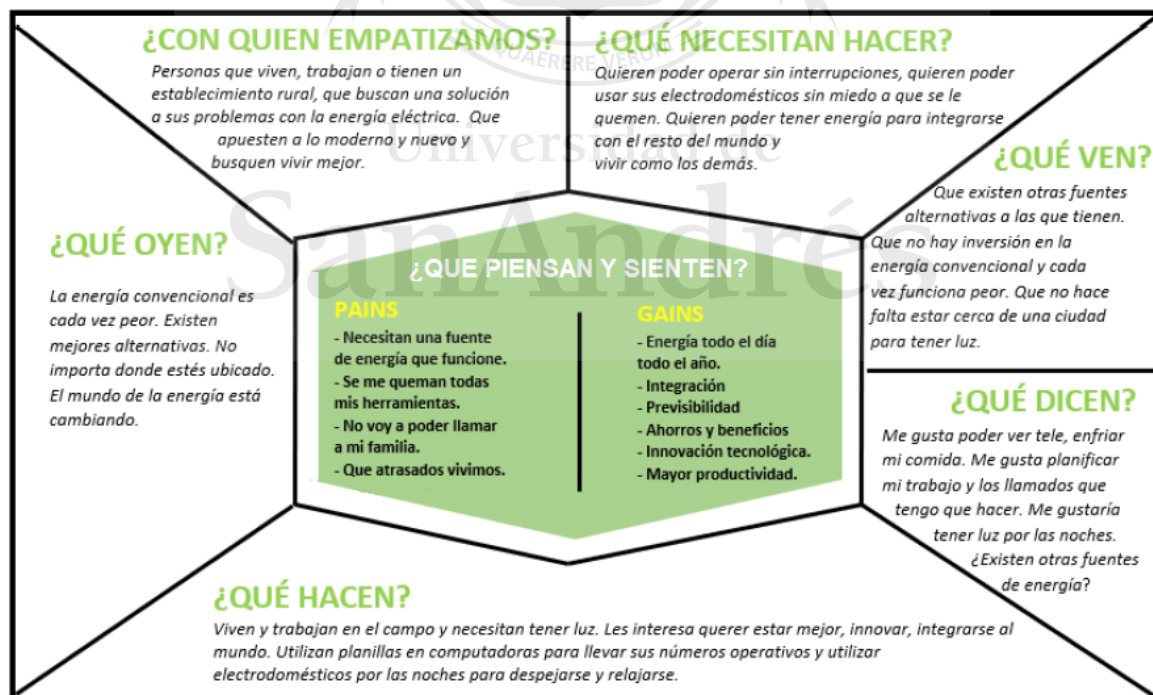 ¿CON QUIEN EMPATIZAMOS?
Personas que viven, trabajan o tienen un
establecimiento rural, que buscan una solución
a sus problemas con la energía eléctrica. Que
apuesten a lo moderno y nuevo y
busquen vivir mejor.
¿QUÉ NECESITAN HACER?
Quieren poder operar sin interrupciones, quieren poder
usar sus electrodomésticos sin miedo a que se le
quemen. Quieren poder tener energía para integrarse
con el resto del mundo y
vivir como los demás.
QUAERERE VERUM
Universidad de
SanAndrés
¿QUÉ OYEN?
La energía convencional es
cada vez peor. Existen
mejores alternativas. No
importa donde estés ubicado.
El mundo de la energía está
cambiando.
¿QUE PIENSAN Y SIENTEN?
PAINS
- Necesitan una fuente
de energía que funcione.
- Se me queman todas
mis herramientas.
- No voy a poder llamar
a mi familia.
- Que atrasados vivimos.
GAINS
- Energía todo el día
todo el año.
- Integración
- Previsibilidad
- Ahorros y beneficios
- Innovación tecnológica.
- Mayor productividad.
¿QUÉ VEN?
Que existen otras fuentes
alternativas a las que tienen.
Que no hay inversión en la
energía convencional y cada
vez funciona peor. Que no hace
falta estar cerca de una ciudad
para tener luz.
¿QUÉ DICEN?
Me gusta poder ver tele, enfriar
mi comida. Me gusta planificar
mi trabajo y los llamados que
tengo que hacer. Me gustaría
tener luz por las noches.
¿Existen otras fuentes
de energía?
¿QUÉ HACEN?
Viven y trabajan en el campo y necesitan tener luz. Les interesa querer estar mejor, innovar, integrarse al
mundo. Utilizan planillas en computadoras para llevar sus números operativos y utilizar
electrodomésticos por las noches para despejarse y relajarse.